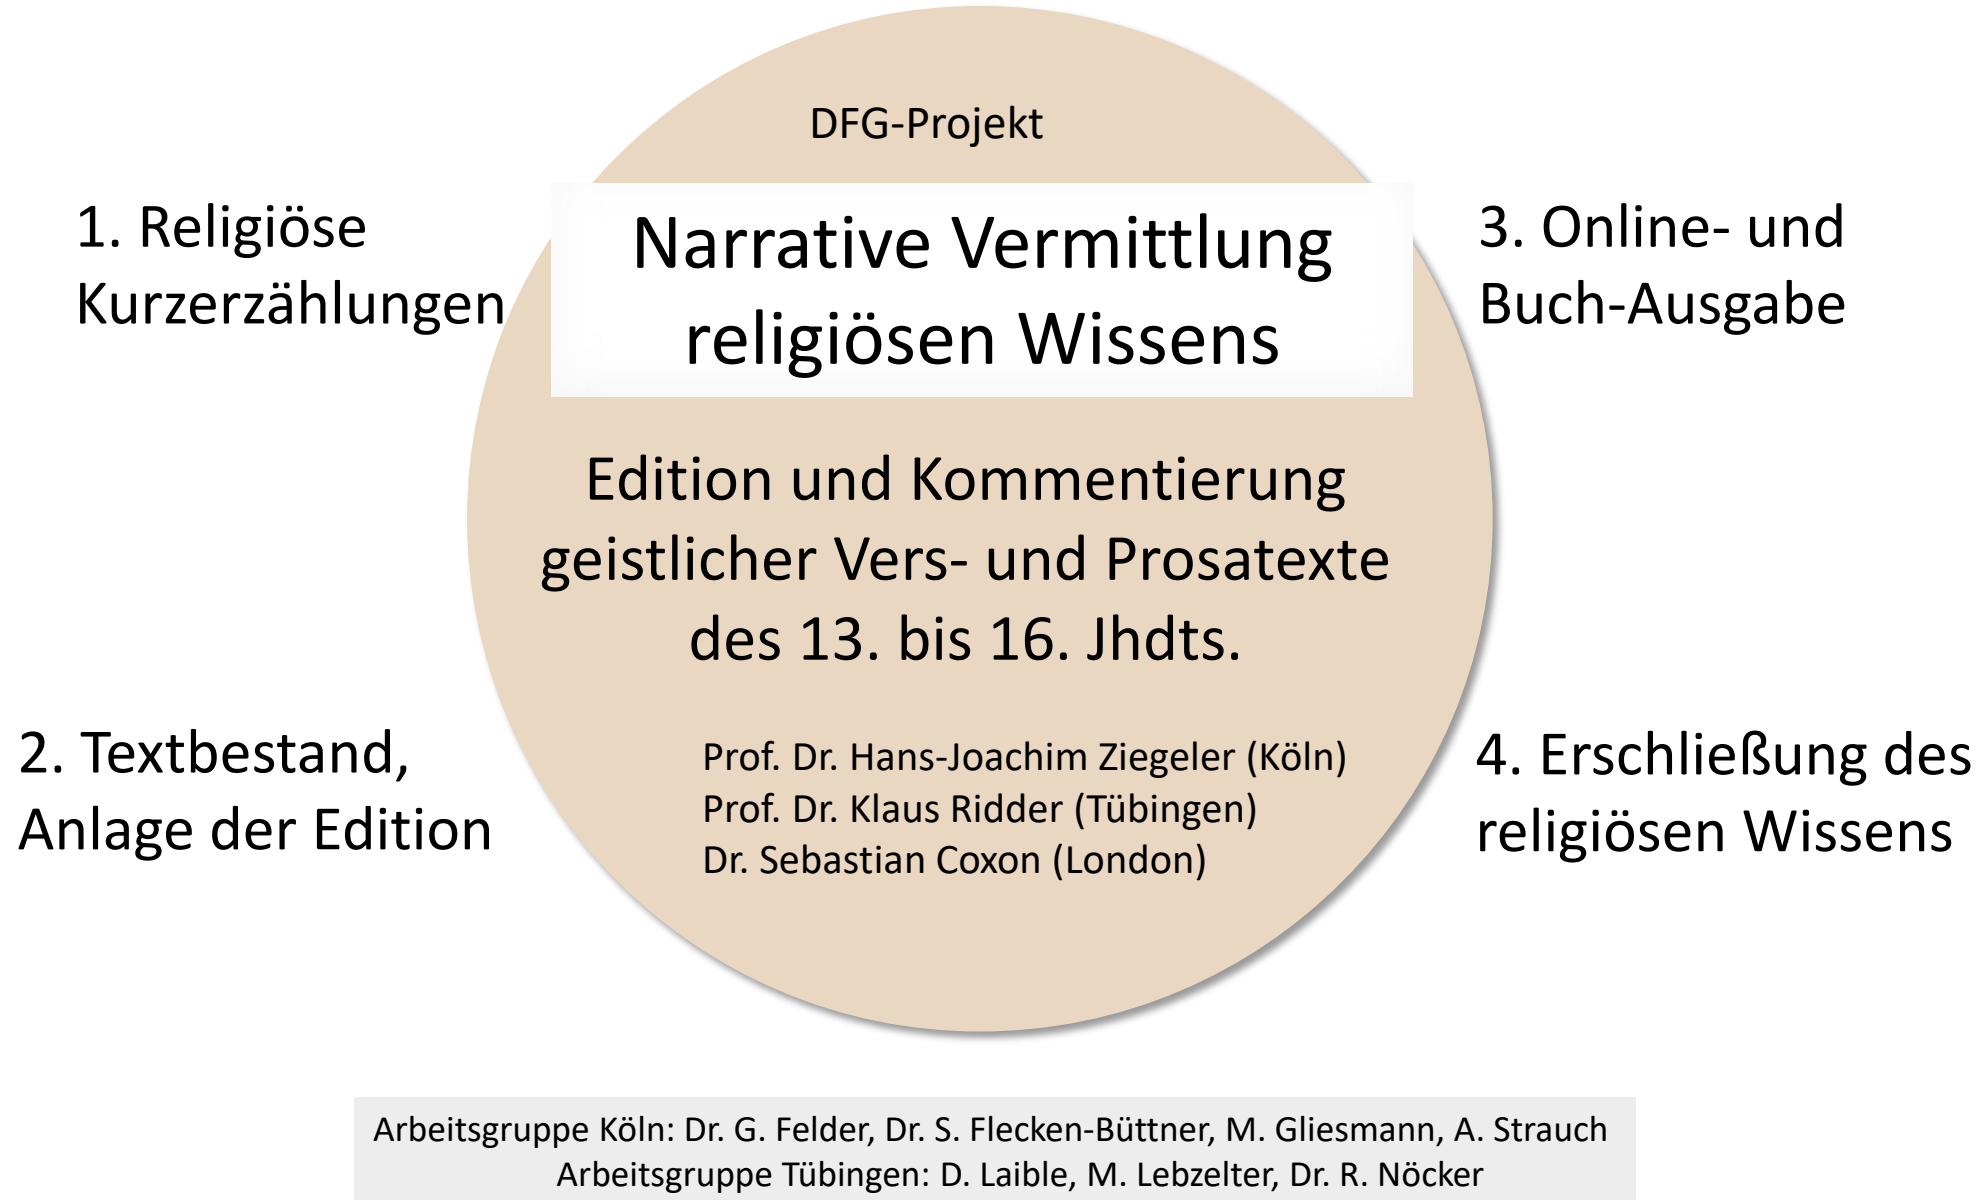 DFG-Projekt
Narrative Vermittlung
religiösen Wissens
Edition und Kommentierung
geistlicher Vers- und Prosatexte
des 13. bis 16. Jhdts.
Prof. Dr. Hans-Joachim Ziegeler (Köln)
Prof. Dr. Klaus Ridder (Tübingen)
Dr. Sebastian Coxon (London)
1. Religiöse
Kurzerzählungen
2. Textbestand,
Anlage der Edition
3. Online- und
Buch-Ausgabe
4. Erschließung des
religiösen Wissens
Arbeitsgruppe Köln: Dr. G. Felder, Dr. S. Flecken-Büttner, M. Gliesmann, A. Strauch
Arbeitsgruppe Tübingen: D. Laible, M. Lebzelter, Dr. R. Nöcker